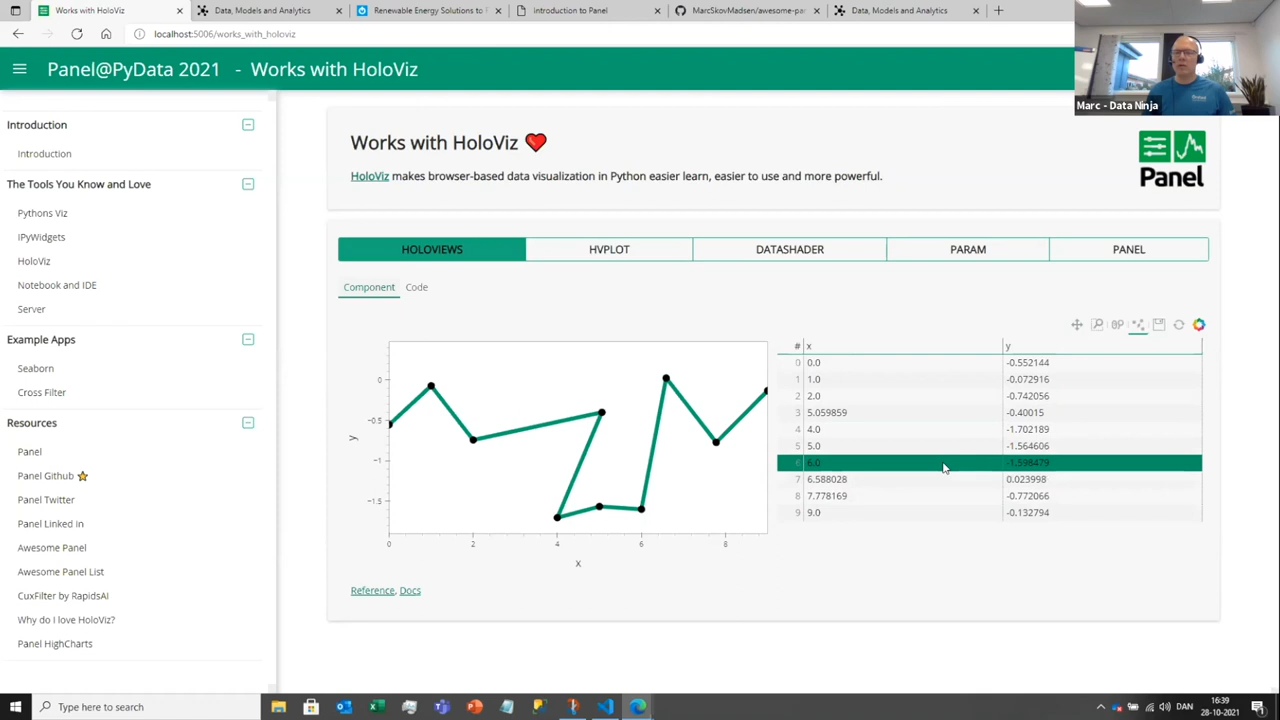 Works with HoloViz
Data, Models and Analytics
Renewable Energy Solutions to F
Introduction to Panel
MarcSkovMadsen/awesome-pa
Data, Models and Analytics
localhost:5006/works_with_holoviz
Panel@PyData 2021 - Works with HoloViz
Marc - Data Ninja
Introduction
Introduction
The Tools You Know and Love
Pythons Viz
IPyWidgets
HoloViz
Notebook and IDE
Server
Example Apps
Seaborn
Cross Filter
Resources
Panel
Panel Github ⭐
Panel Twitter
Panel Linked in
Awesome Panel
Awesome Panel List
CuxFilter by RapidsAI
Why do I love HoloViz?
Panel HighCharts
Works with HoloViz ❤️
HoloViz makes browser-based data visualization in Python easier learn, easier to use and more powerful.
Panel
HOLOVIEWS HVPLOT DATASHADER PARAM PANEL
Component Code
0
−0.5
−1
−1.5
y
0 2 4 6 8
x
# x y
0 0.0 -0.552144
1 1.0 -0.072916
2 2.0 -0.742056
3 5.059859 -0.40015
4 4.0 -1.702189
5 5.0 -1.564606
6 6.0 -1.598479
7 6.588028 0.023998
8 7.778169 -0.772066
9 9.0 -0.132794
Reference, Docs
Type here to search
DAN
16:39
28-10-2021